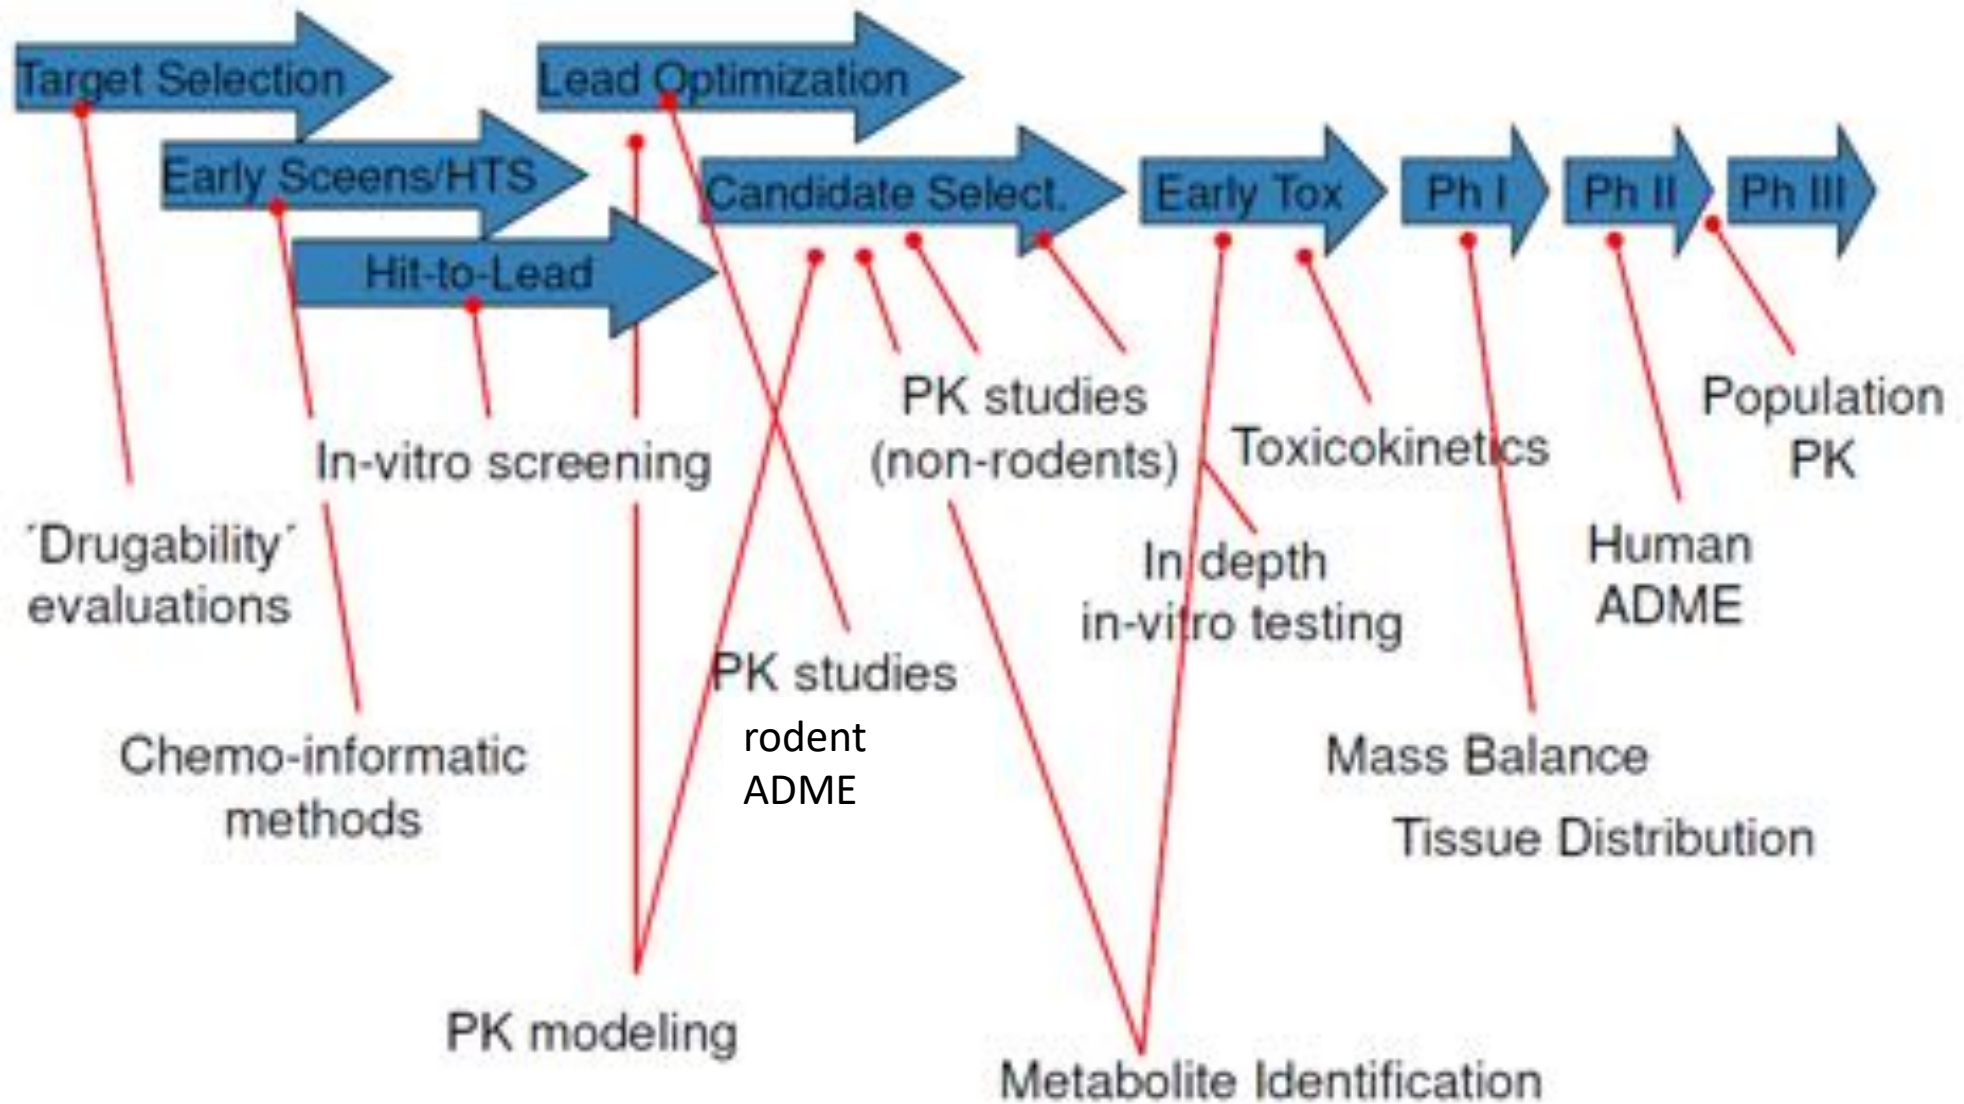 Target Selection
Lead Optimization
Early Sceens/HTS
Candidate Select.
Early Tox
Ph I
Ph II
Ph III
Hit-to-Lead
PK studies
(non-rodents)
Population
PK
Toxicokinetics
In-vitro screening
´Drugability´
evaluations
In depth
in-vitro testing
Human
ADME
PK studies
rodent
ADME
Chemo-informatic
methods
Mass Balance
Tissue Distribution
PK modeling
Metabolite Identification